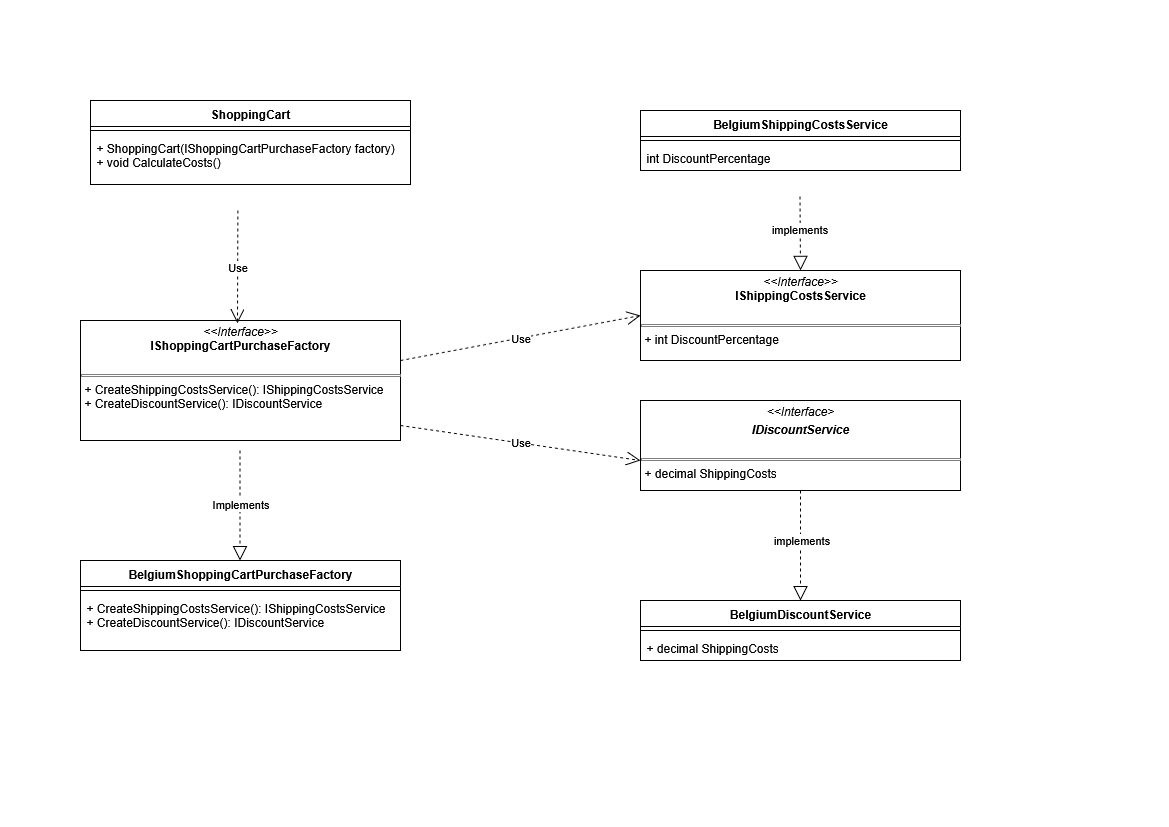 ShoppingCart
+ ShoppingCart(IShoppingCartPurchaseFactory factory)
+ void CalculateCosts()
BelgiumShippingCostsService
int DiscountPercentage
implements
Use
<<Interface>>
IShippingCostsService
+ int DiscountPercentage
<<Interface>>
IShoppingCartPurchaseFactory
+ CreateShippingCostsService(): IShippingCostsService
+ CreateDiscountService(): IDiscountService
Use
Use
<<Interface>
IDiscountService
+ decimal ShippingCosts
Implements
implements
BelgiumShoppingCartPurchaseFactory
+ CreateShippingCostsService(): IShippingCostsService
+ CreateDiscountService(): IDiscountService
BelgiumDiscountService
+ decimal ShippingCosts